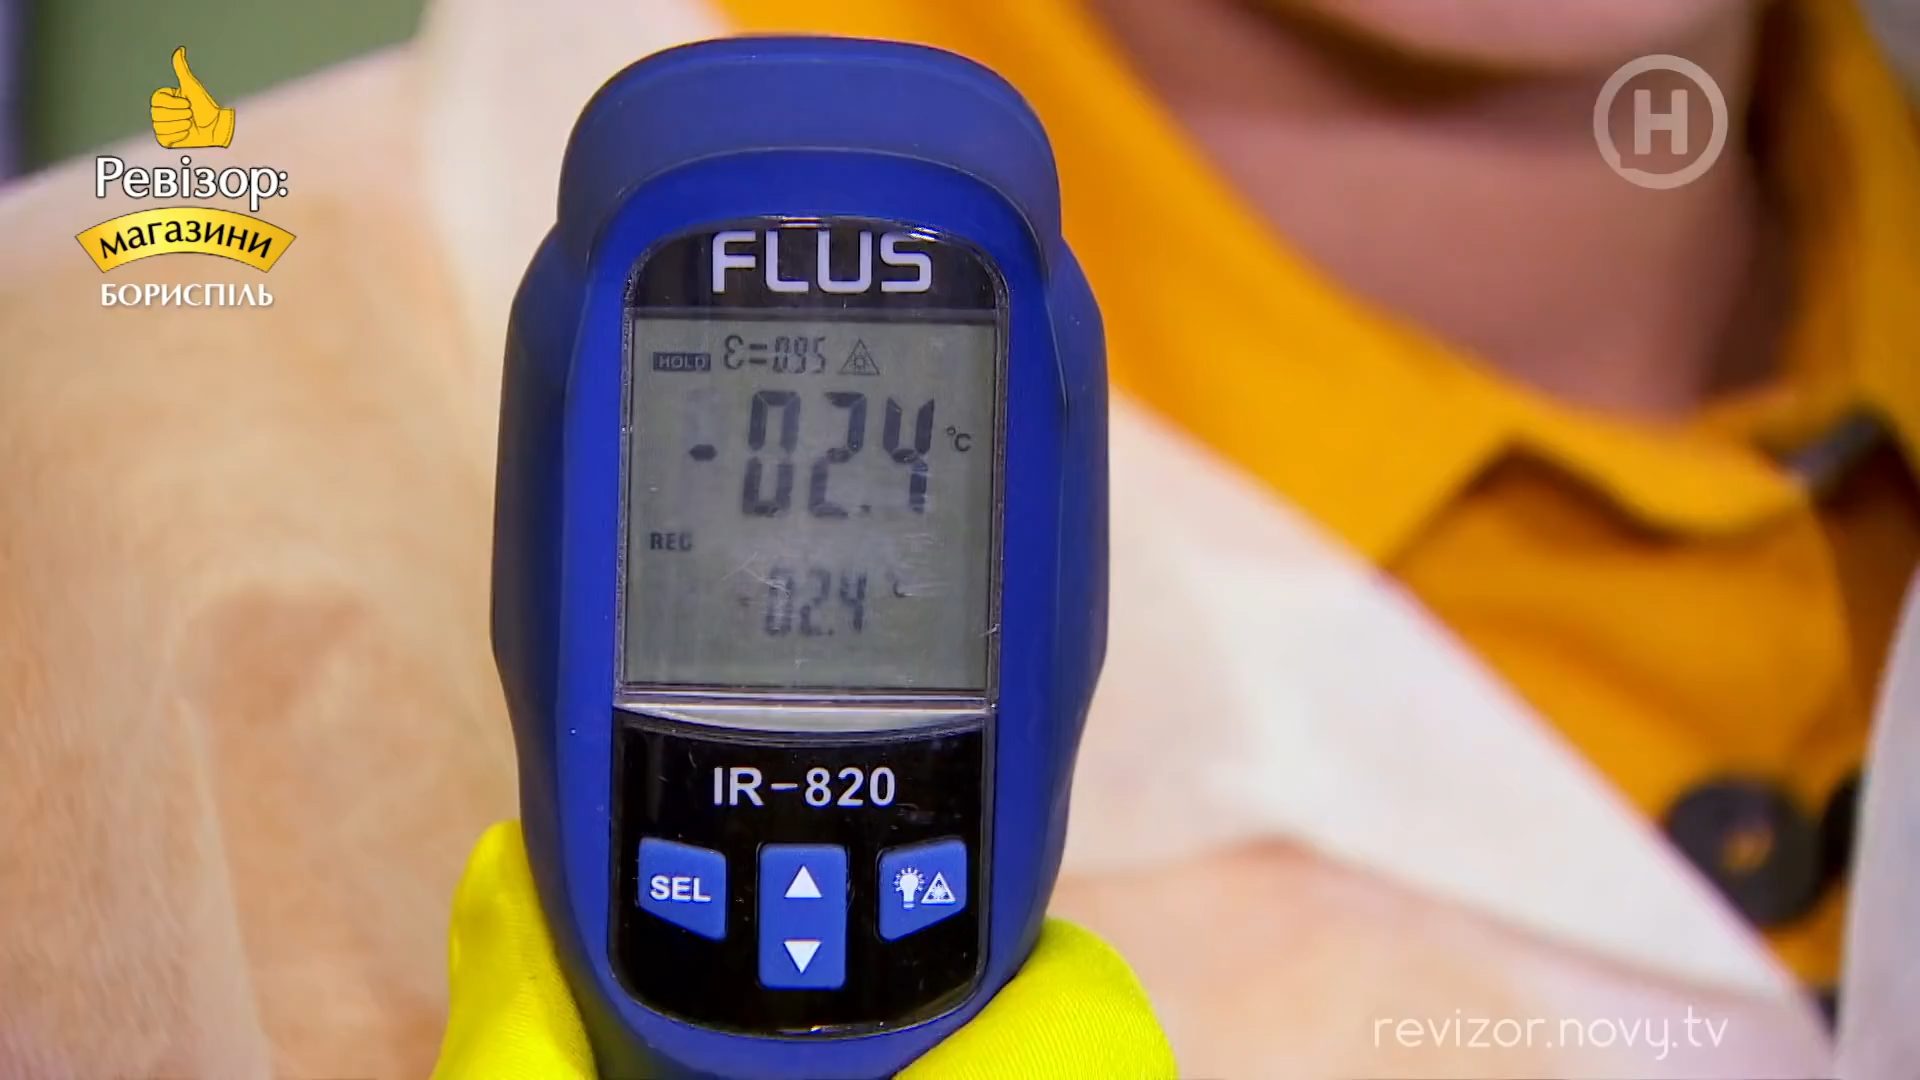 Ревізор:
магазини
БОРИСПІЛЬ
H
FLUS
HOLD ε=0.95
-02.4 °C
REC
-02.4 °C
IR-820
SEL
revizor.novy.tv